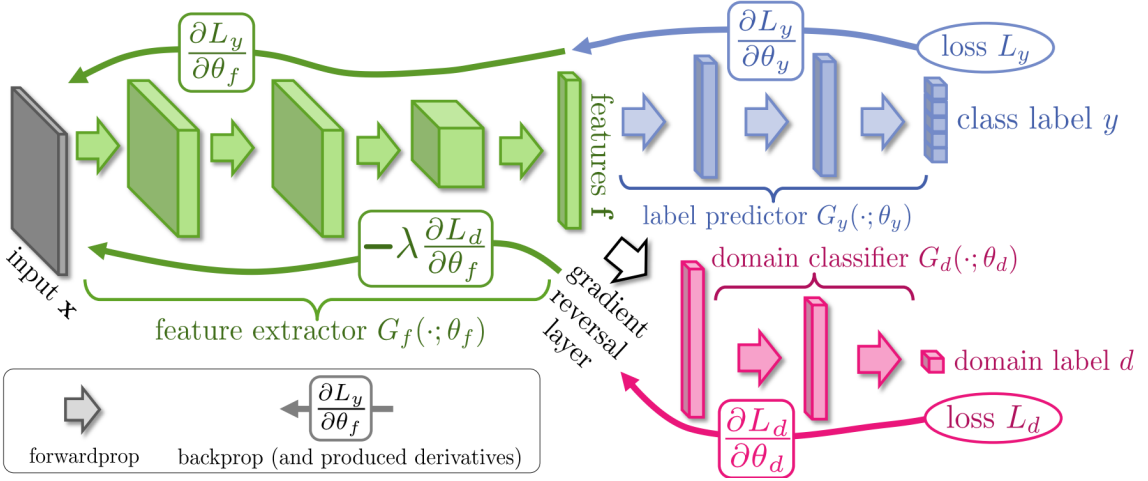 ∂L_y
∂θ_f
∂L_y
∂θ_y
loss L_y
features f
class label y
label predictor G_y(·; θ_y)
input x
−λ ∂L_d
∂θ_f
feature extractor G_f(·; θ_f)
gradient
reversal
layer
domain classifier G_d(·; θ_d)
domain label d
∂L_d
∂θ_d
loss L_d
∂L_y
∂θ_f
forwardprop
backprop (and produced derivatives)